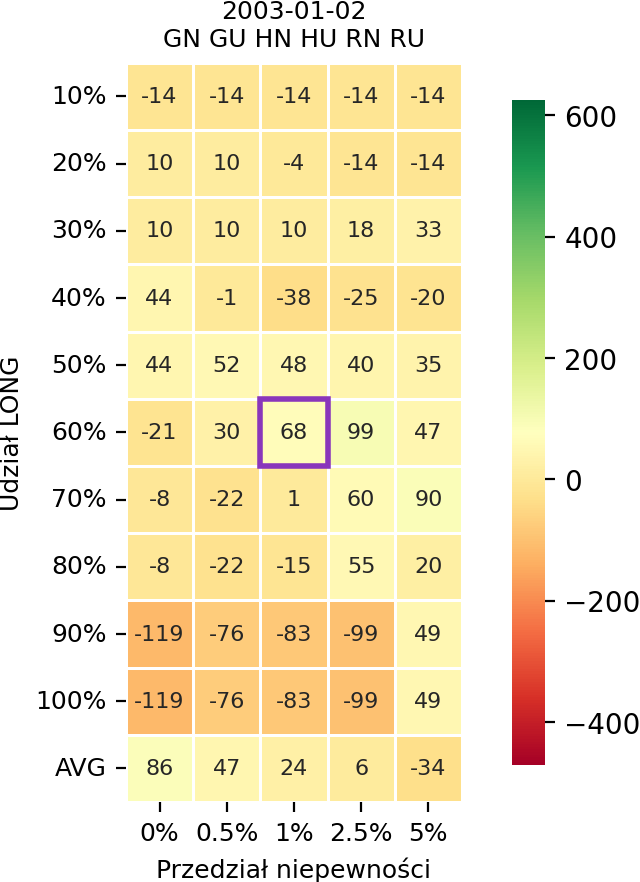 2003-01-02
GN GU HN HU RN RU
10% -14 -14 -14 -14 -14
20% 10 10 -4 -14 -14
30% 10 10 10 18 33
40% 44 -1 -38 -25 -20
50% 44 52 48 40 35
60% -21 30 68 99 47
70% -8 -22 1 60 90
80% -8 -22 -15 55 20
90% -119 -76 -83 -99 49
100% -119 -76 -83 -99 49
AVG 86 47 24 6 -34
0% 0.5% 1% 2.5% 5%
Przedział niepewności
Udział LONG
600
400
200
0
−200
−400